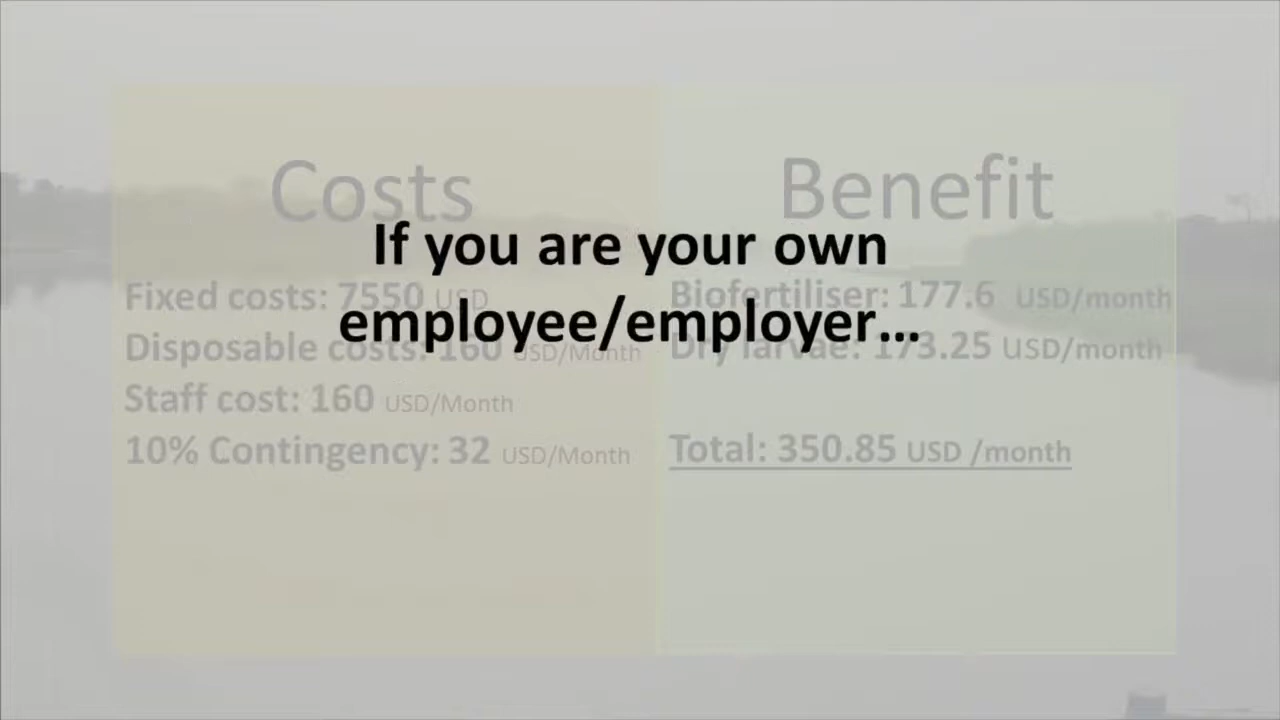 Costs
Benefit
If you are your own
employee/employer...
Fixed costs: 7550 USD
Disposable costs: 160 USD/Month
Staff cost: 160 USD/Month
10% Contingency: 32 USD/Month
Biofertiliser: 177.6 USD/month
Dry larvae: 173.25 USD/month
Total: 350.85 USD /month